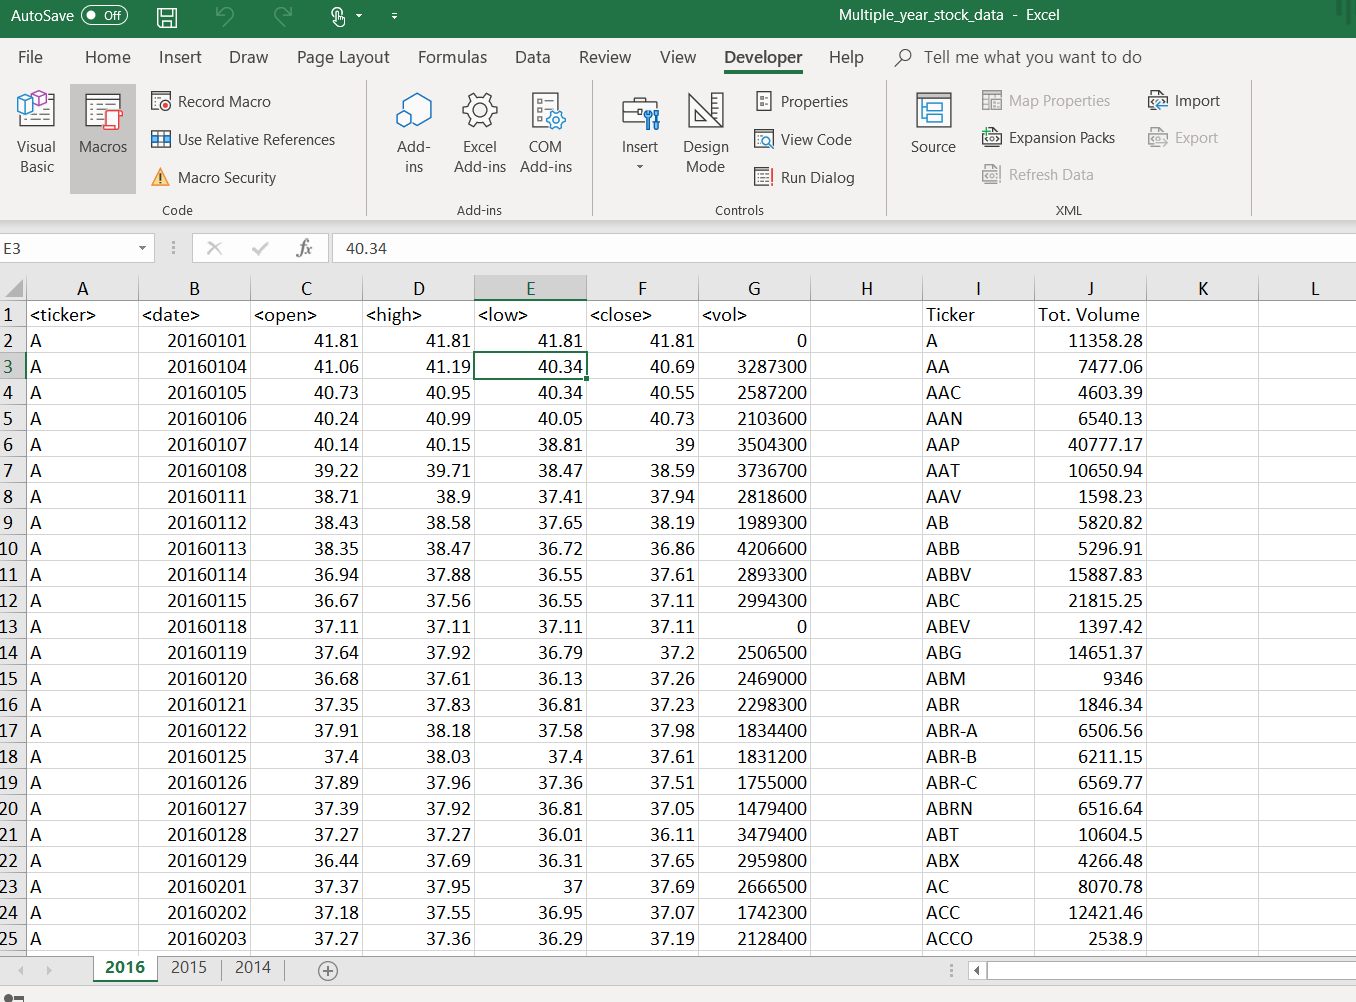 AutoSave Off Multiple_year_stock_data - Excel
File Home Insert Draw Page Layout Formulas Data Review View Developer Help Tell me what you want to do
Visual Basic Macros Record Macro Use Relative References Macro Security
Add-ins Excel Add-ins COM Add-ins
Insert Design Mode Properties View Code Run Dialog
Source Map Properties Expansion Packs Refresh Data Import Export
Code Add-ins Controls XML
E3 fx 40.34
A B C D E F G H I J K L
1 <ticker> <date> <open> <high> <low> <close> <vol> Ticker Tot. Volume
2 A 20160101 41.81 41.81 41.81 41.81 0 A 11358.28
3 A 20160104 41.06 41.19 40.34 40.69 3287300 AA 7477.06
4 A 20160105 40.73 40.95 40.34 40.55 2587200 AAC 4603.39
5 A 20160106 40.24 40.99 40.05 40.73 2103600 AAN 6540.13
6 A 20160107 40.14 40.15 38.81 39 3504300 AAP 40777.17
7 A 20160108 39.22 39.71 38.47 38.59 3736700 AAT 10650.94
8 A 20160111 38.71 38.9 37.41 37.94 2818600 AAV 1598.23
9 A 20160112 38.43 38.58 37.65 38.19 1989300 AB 5820.82
10 A 20160113 38.35 38.47 36.72 36.86 4206600 ABB 5296.91
11 A 20160114 36.94 37.88 36.55 37.61 2893300 ABBV 15887.83
12 A 20160115 36.67 37.56 36.55 37.11 2994300 ABC 21815.25
13 A 20160118 37.11 37.11 37.11 37.11 0 ABEV 1397.42
14 A 20160119 37.64 37.92 36.79 37.2 2506500 ABG 14651.37
15 A 20160120 36.68 37.61 36.13 37.26 2469000 ABM 9346
16 A 20160121 37.35 37.83 36.81 37.23 2298300 ABR 1846.34
17 A 20160122 37.91 38.18 37.58 37.98 1834400 ABR-A 6506.56
18 A 20160125 37.4 38.03 37.4 37.61 1831200 ABR-B 6211.15
19 A 20160126 37.89 37.96 37.36 37.51 1755000 ABR-C 6569.77
20 A 20160127 37.39 37.92 36.81 37.05 1479400 ABRN 6516.64
21 A 20160128 37.27 37.27 36.01 36.11 3479400 ABT 10604.5
22 A 20160129 36.44 37.69 36.31 37.65 2959800 ABX 4266.48
23 A 20160201 37.37 37.95 37 37.69 2666500 AC 8070.78
24 A 20160202 37.18 37.55 36.95 37.07 1742300 ACC 12421.46
25 A 20160203 37.27 37.36 36.29 37.19 2128400 ACCO 2538.9
2016 2015 2014